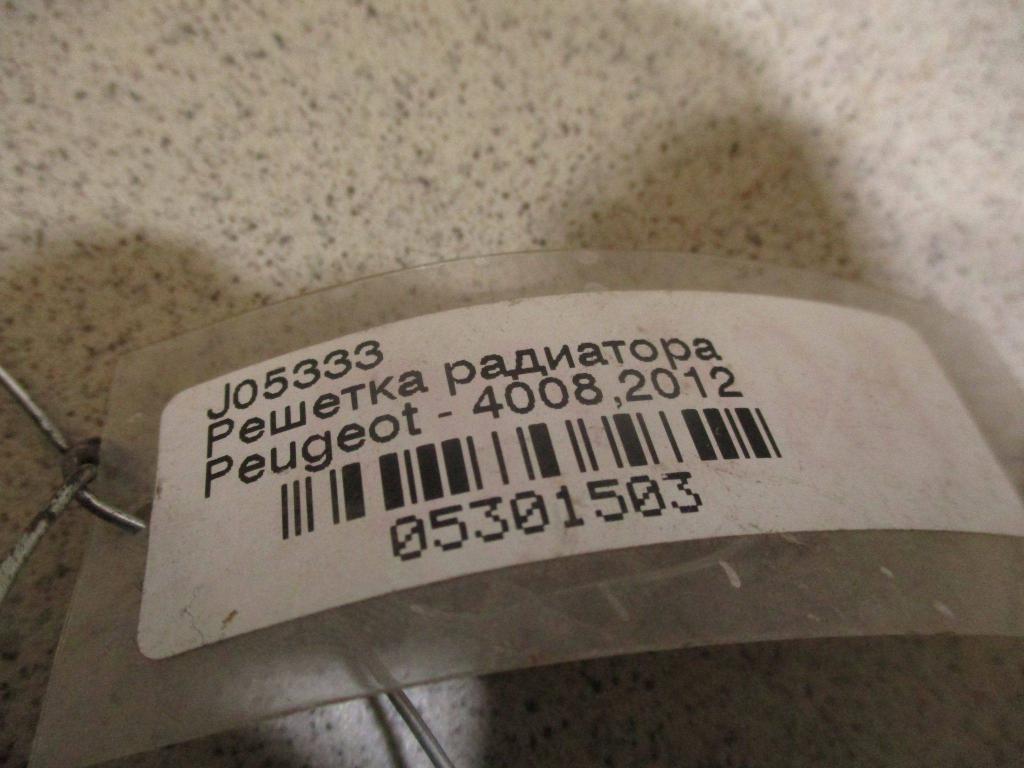 J05333
Решетка радиатора
Peugeot - 4008,2012
05301503